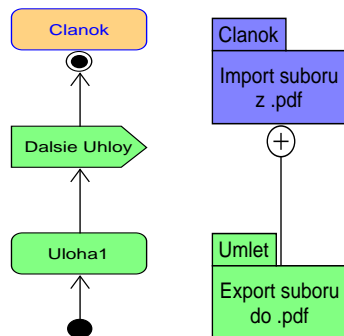 Clanok
Dalsie Uhloy
Uloha1
Clanok
Import suboru
z .pdf
Umlet
Export suboru
do .pdf